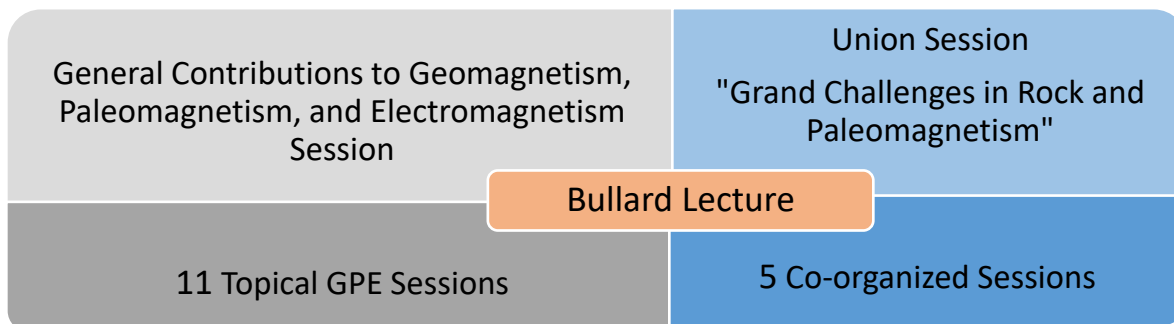 General Contributions to Geomagnetism,
Paleomagnetism, and Electromagnetism
Session
Union Session
"Grand Challenges in Rock and
Paleomagnetism"
Bullard Lecture
11 Topical GPE Sessions
5 Co-organized Sessions